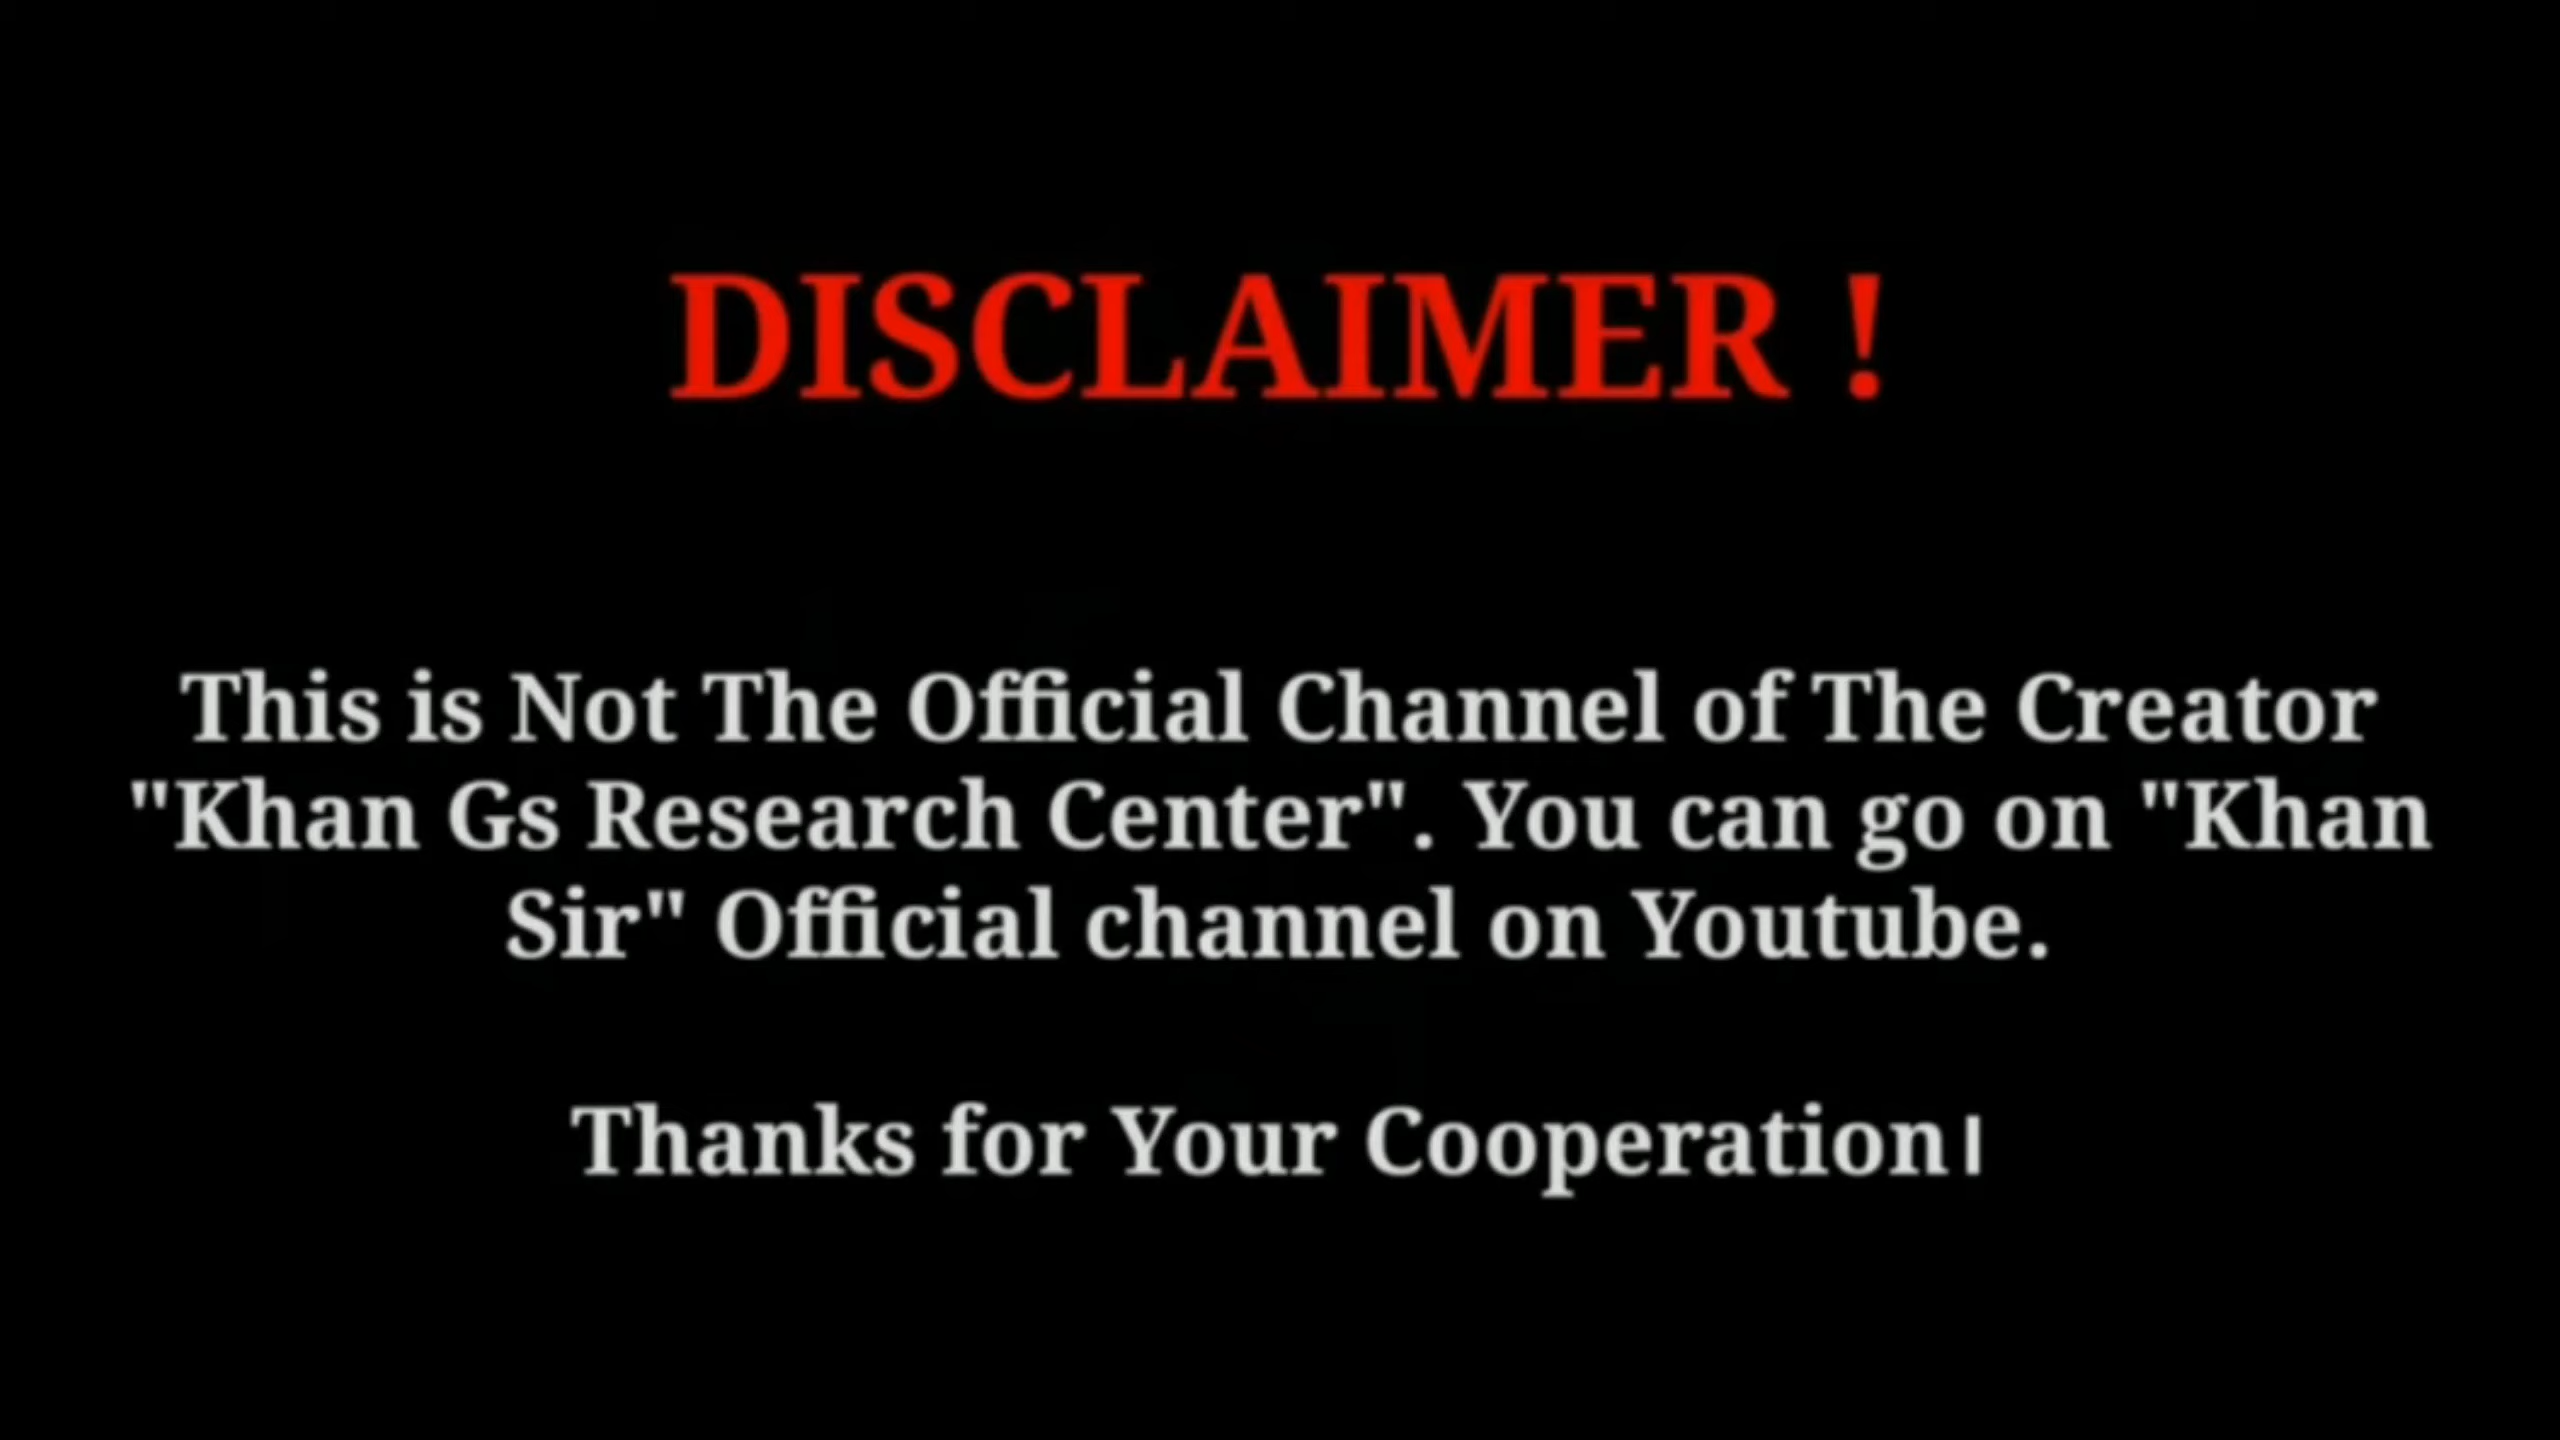 DISCLAIMER !
This is Not The Official Channel of The Creator
"Khan Gs Research Center". You can go on "Khan
Sir" Official channel on Youtube.
Thanks for Your Cooperation।